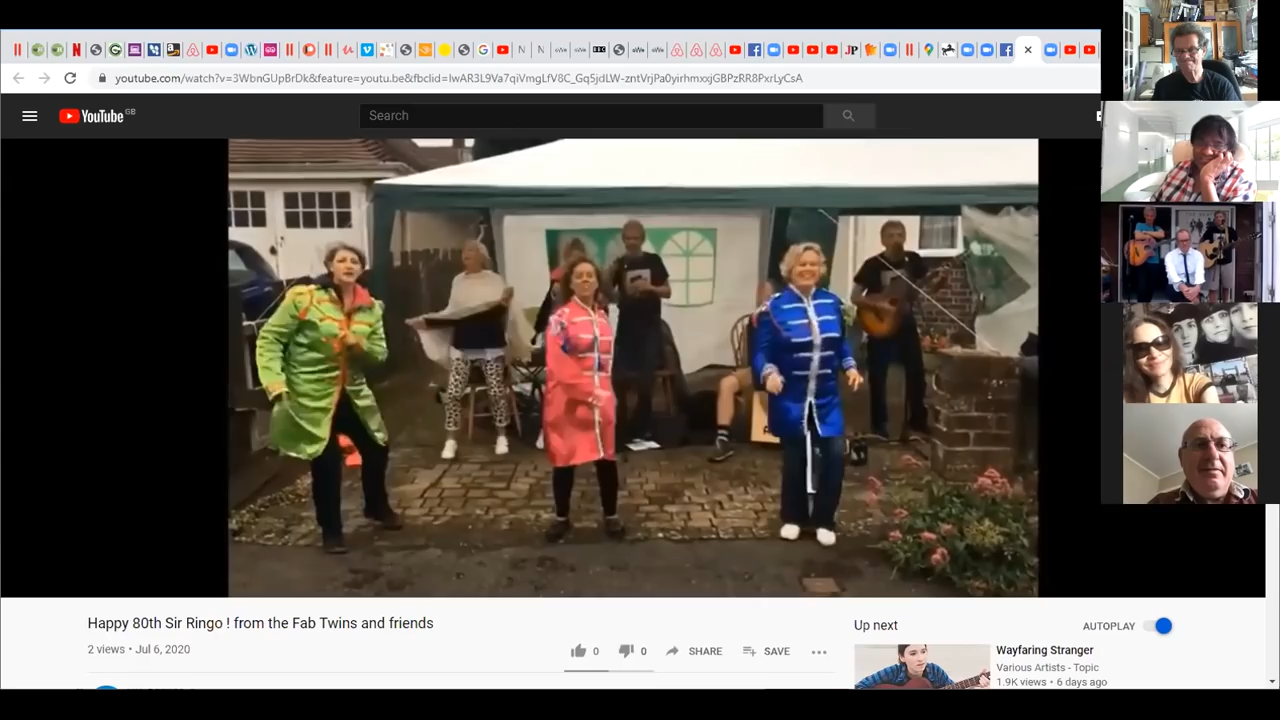 youtube.com/watch?v=3WbnGUpBrDk&feature=youtu.be&fbclid=IwAR3L9Va7qiVmgLfV8C_Gq5jdLW-zntVrjPa0yirhmxxjGBPzRR8PxrLyCsA
YouTube GB
Search
Happy 80th Sir Ringo ! from the Fab Twins and friends
2 views • Jul 6, 2020
0
0
SHARE
SAVE
Up next
AUTOPLAY
Wayfaring Stranger
Various Artists - Topic
1.9K views • 6 days ago